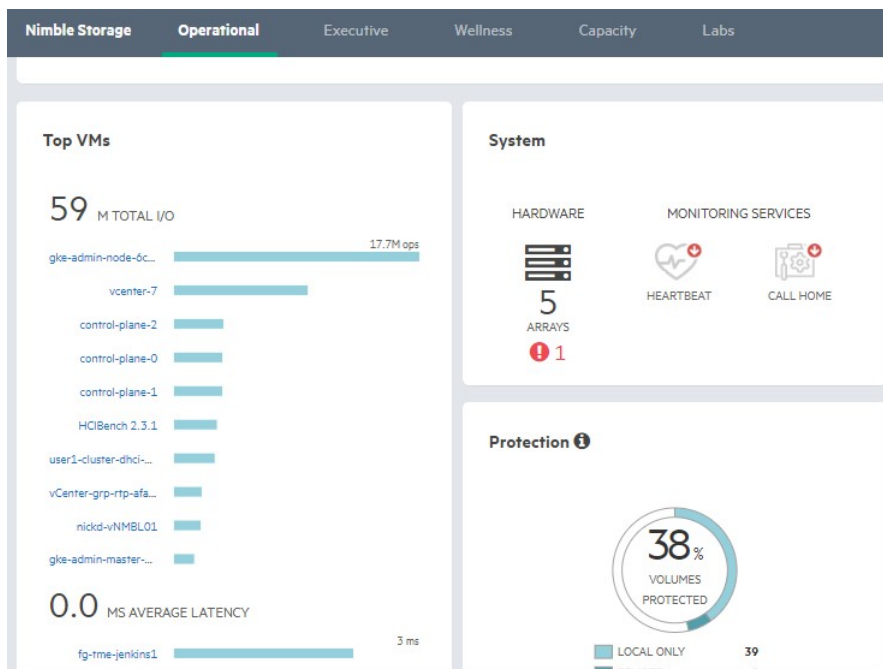 Nimble Storage Operational Executive Wellness Capacity Labs
Top VMs
59 M TOTAL I/O
17.7M ops
gke-admin-node-6c...
vcenter-7
control-plane-2
control-plane-0
control-plane-1
HCIBench 2.3.1
user1-cluster-dhci-...
vCenter-grp-rtp-afa...
nickd-vNMBL01
gke-admin-master-...
0.0 MS AVERAGE LATENCY
3 ms
fg-tme-jenkins1
System
HARDWARE MONITORING SERVICES
5
ARRAYS
1
HEARTBEAT CALL HOME
Protection
38%
VOLUMES
PROTECTED
LOCAL ONLY 39